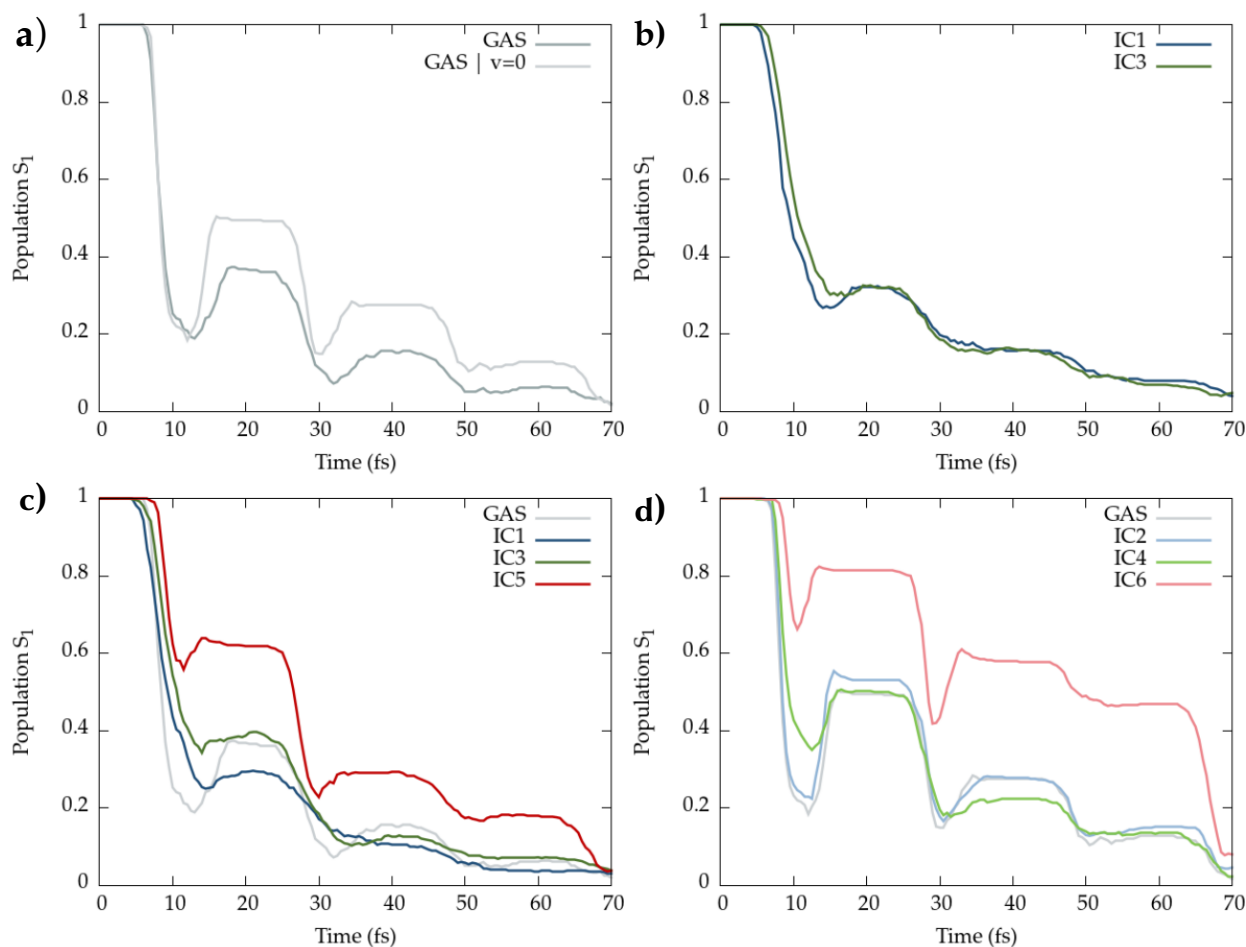 a)
GAS
GAS | v=0
Population S1
1
0.8
0.6
0.4
0.2
0
0 10 20 30 40 50 60 70
Time (fs)
b)
IC1
IC3
Population S1
1
0.8
0.6
0.4
0.2
0
0 10 20 30 40 50 60 70
Time (fs)
c)
GAS
IC1
IC3
IC5
Population S1
1
0.8
0.6
0.4
0.2
0
0 10 20 30 40 50 60 70
Time (fs)
d)
GAS
IC2
IC4
IC6
Population S1
1
0.8
0.6
0.4
0.2
0
0 10 20 30 40 50 60 70
Time (fs)